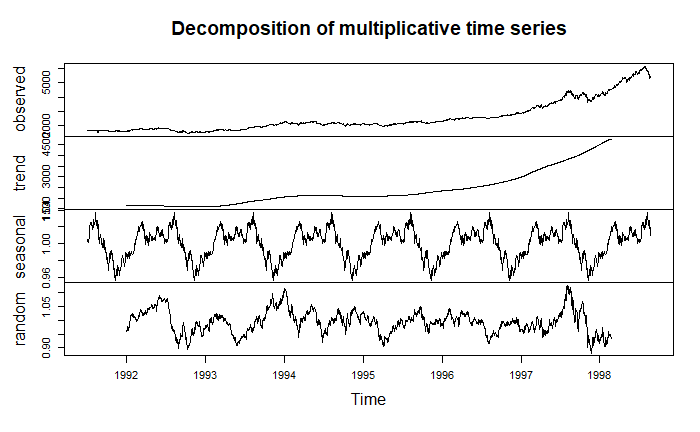 Decomposition of multiplicative time series
observed
5000
2000
trend
4500
3000
seasonal
1.00
0.96
random
1.05
0.90
1992 1993 1994 1995 1996 1997 1998
Time